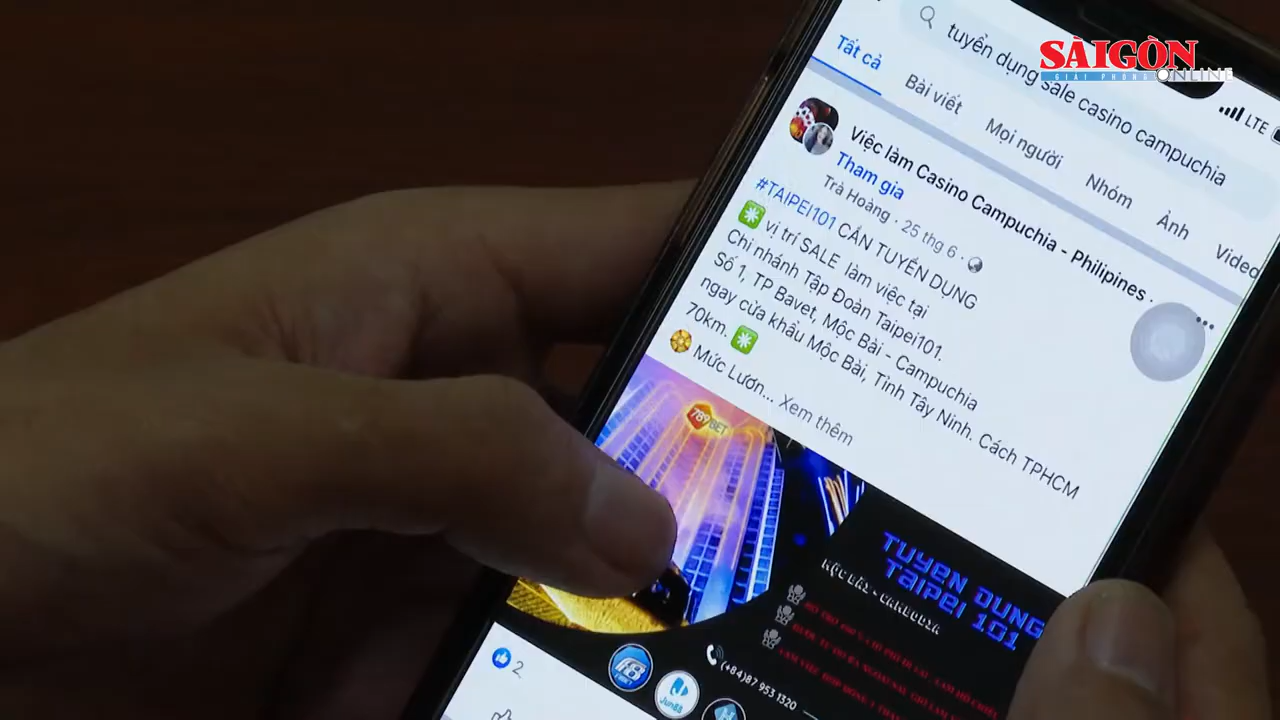 SÀIGÒN
GIẢI PHÓNG ONLINE
LTE
tuyển dụng sale casino campuchia
Tất cả
Bài viết
Mọi người
Nhóm
Ảnh
Video
Việc làm Casino Campuchia - Philipines ·
Tham gia
Trà Hoàng · 25 thg 6 ·
#TAIPEI101 CẦN TUYỂN DỤNG
vị trí SALE làm việc tại
Chi nhánh Tập Đoàn Taipei101.
Số 1, TP Bavet, Mộc Bài - Campuchia
ngay cửa khẩu Mộc Bài, Tỉnh Tây Ninh. Cách TPHCM
70km.
Mức Lươn... Xem thêm
789BET
TUYEN DUNG
TAIPEI 101
MỘC BÀI - CAMBODIA
(+84)87 953 1320
Jun88
2